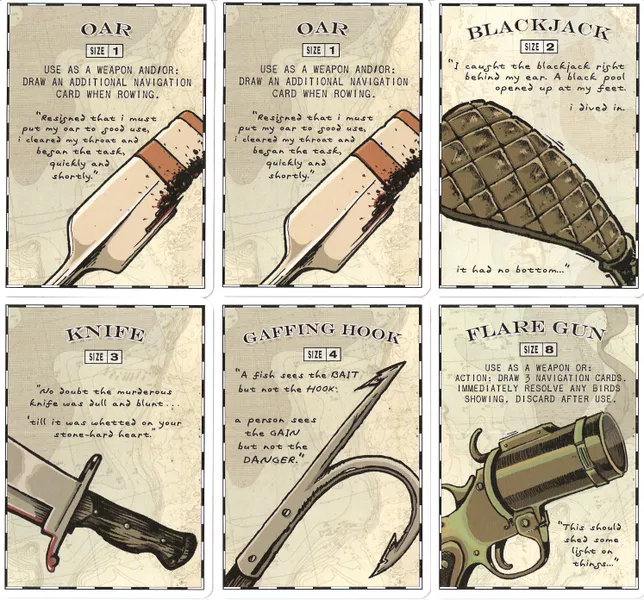 OAR
SIZE 1
USE AS A WEAPON AND/OR:
DRAW AN ADDITIONAL NAVIGATION
CARD WHEN ROWING.
"Resigned that i must
put my oar to good use,
i cleared my throat and
began the task,
quickly and
shortly."
OAR
SIZE 1
USE AS A WEAPON AND/OR:
DRAW AN ADDITIONAL NAVIGATION
CARD WHEN ROWING.
"Resigned that i must
put my oar to good use,
i cleared my throat and
began the task,
quickly and
shortly."
BLACKJACK
SIZE 2
"I caught the blackjack right
behind my ear. A black pool
opened up at my feet.
i dived in.
it had no bottom..."
KNIFE
SIZE 3
"No doubt the murderous
knife was dull and blunt...
'till it was whetted on your
stone-hard heart."
GAFFING HOOK
SIZE 4
"A fish sees the BAIT
but not the HOOK.
a person sees
the GAIN
but not the
DANGER."
FLARE GUN
SIZE 8
USE AS A WEAPON OR:
ACTION: DRAW 3 NAVIGATION CARDS.
IMMEDIATELY RESOLVE ANY BIRDS
SHOWING. DISCARD AFTER USE.
"This should
shed some
light on
things..."